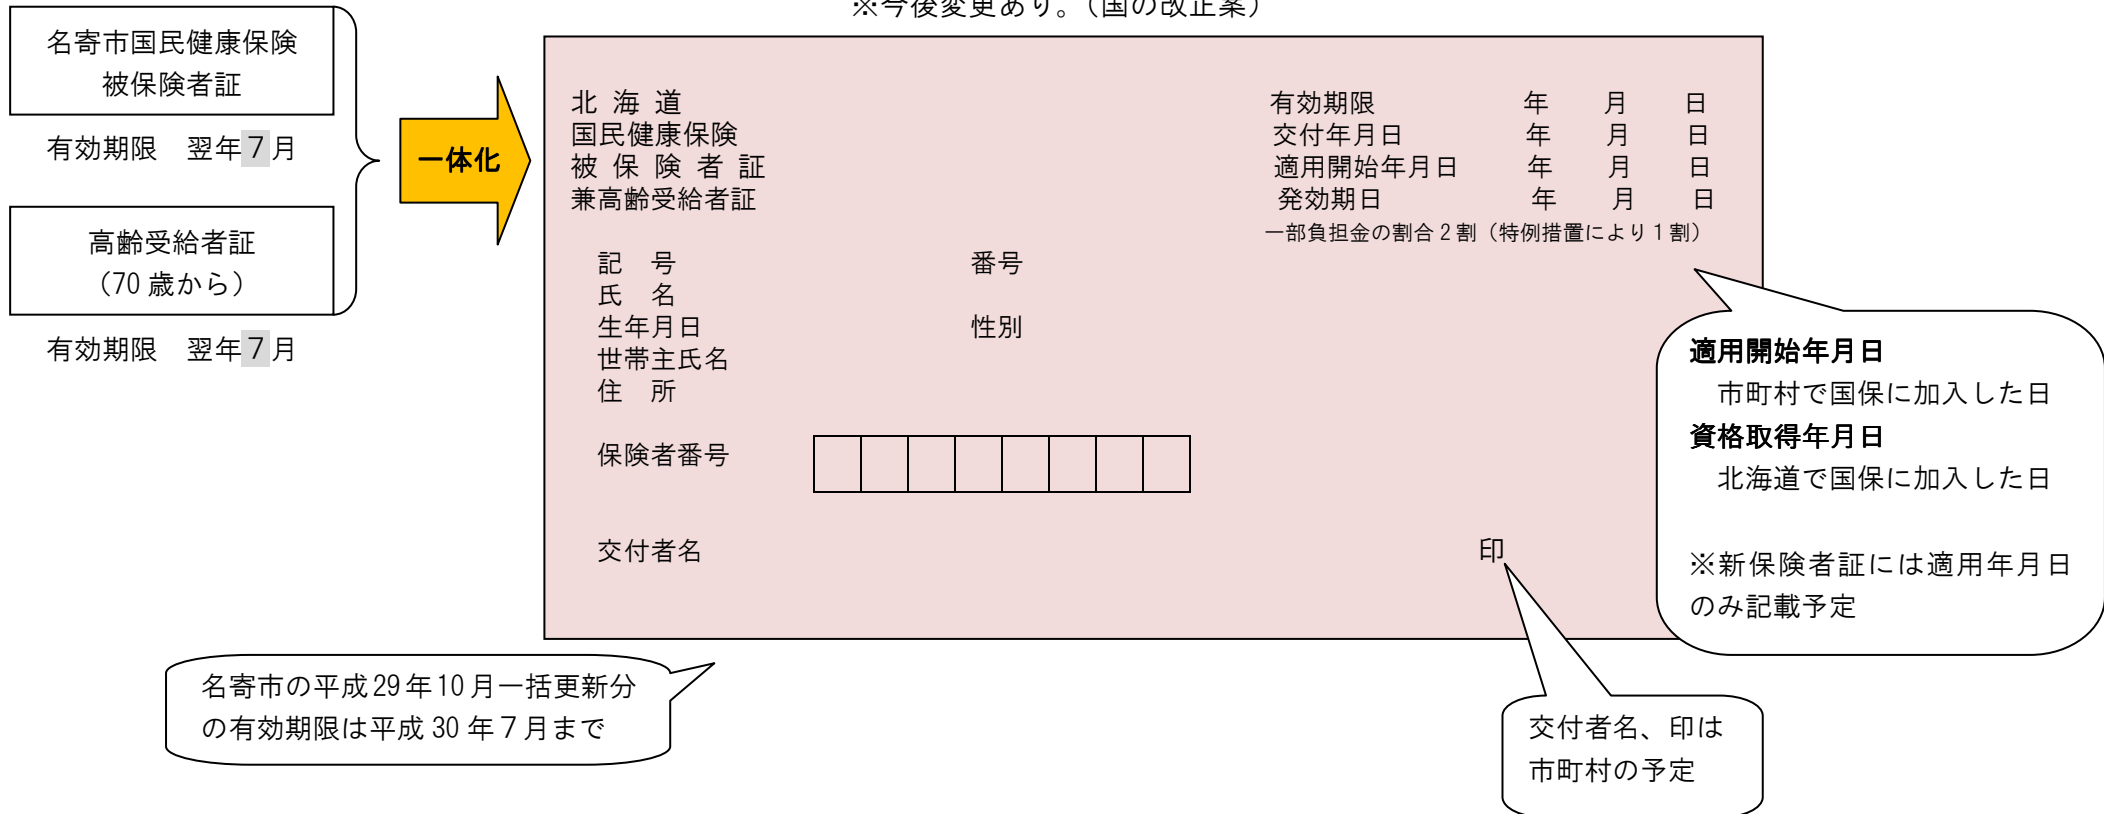 ※今後変更あり。（国の改正案）
名寄市国民健康保険
被保険者証
有効期限　翌年７月
高齢受給者証
（70 歳から）
有効期限　翌年７月
一体化
北 海 道
国民健康保険
被 保 険 者 証
兼高齢受給者証
有効期限　年　月　日
交付年月日　年　月　日
適用開始年月日　年　月　日
発効期日　年　月　日
一部負担金の割合２割（特例措置により１割）
記　号　番号
氏　名
生年月日　性別
世帯主氏名
住　所
保険者番号
交付者名　印
適用開始年月日
市町村で国保に加入した日
資格取得年月日
北海道で国保に加入した日
※新保険者証には適用年月日
のみ記載予定
名寄市の平成 29 年 10 月一括更新分
の有効期限は平成 30 年７月まで
交付者名、印は
市町村の予定